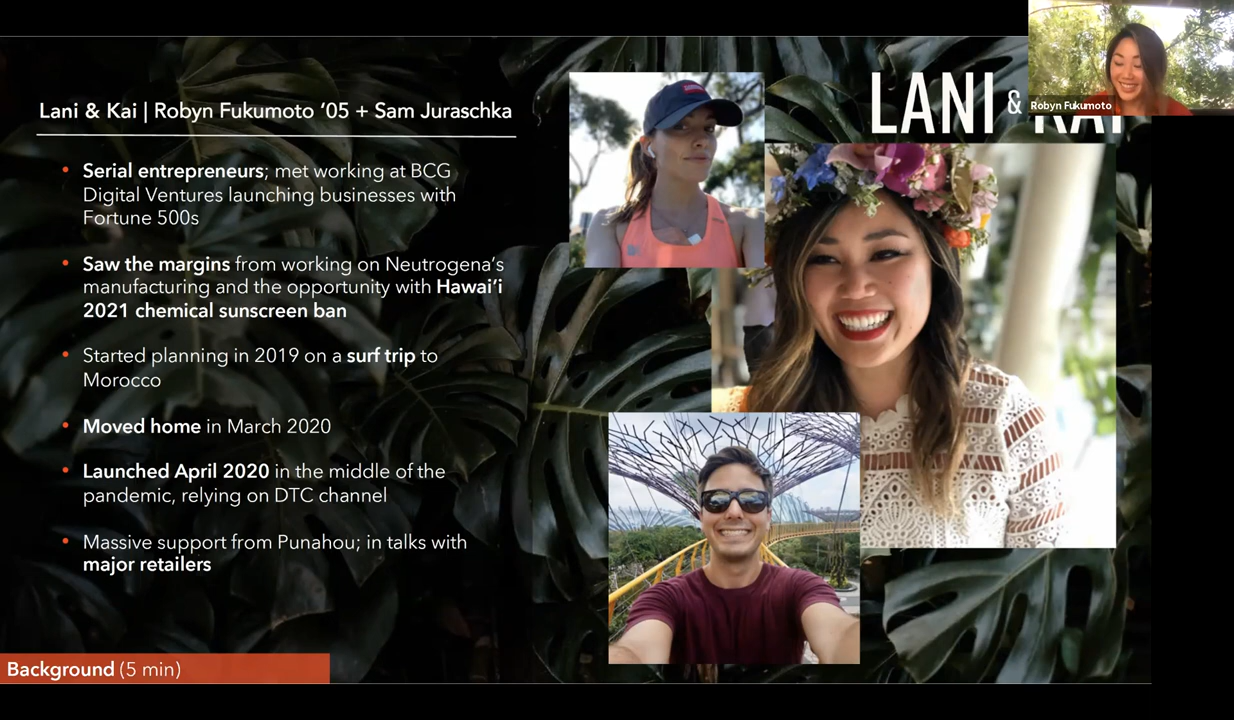 Lani & Kai | Robyn Fukumoto ‘05 + Sam Juraschka
Serial entrepreneurs; met working at BCG
Digital Ventures launching businesses with
Fortune 500s
Saw the margins from working on Neutrogena’s
manufacturing and the opportunity with Hawai’i
2021 chemical sunscreen ban
Started planning in 2019 on a surf trip to
Morocco
Moved home in March 2020
Launched April 2020 in the middle of the
pandemic, relying on DTC channel
Massive support from Punahou; in talks with
major retailers
Background (5 min)
LANI & KAI
Robyn Fukumoto